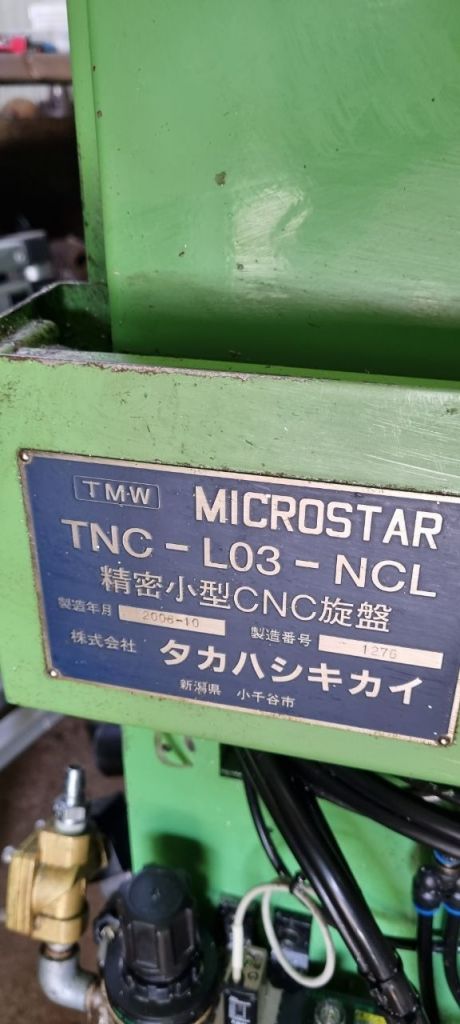 TMW MICROSTAR
TNC-L03-NCL
精密小型CNC旋盤
製造年月 2006-10 製造番号 1276
株式会社 タカハシキカイ
新潟県 小千谷市